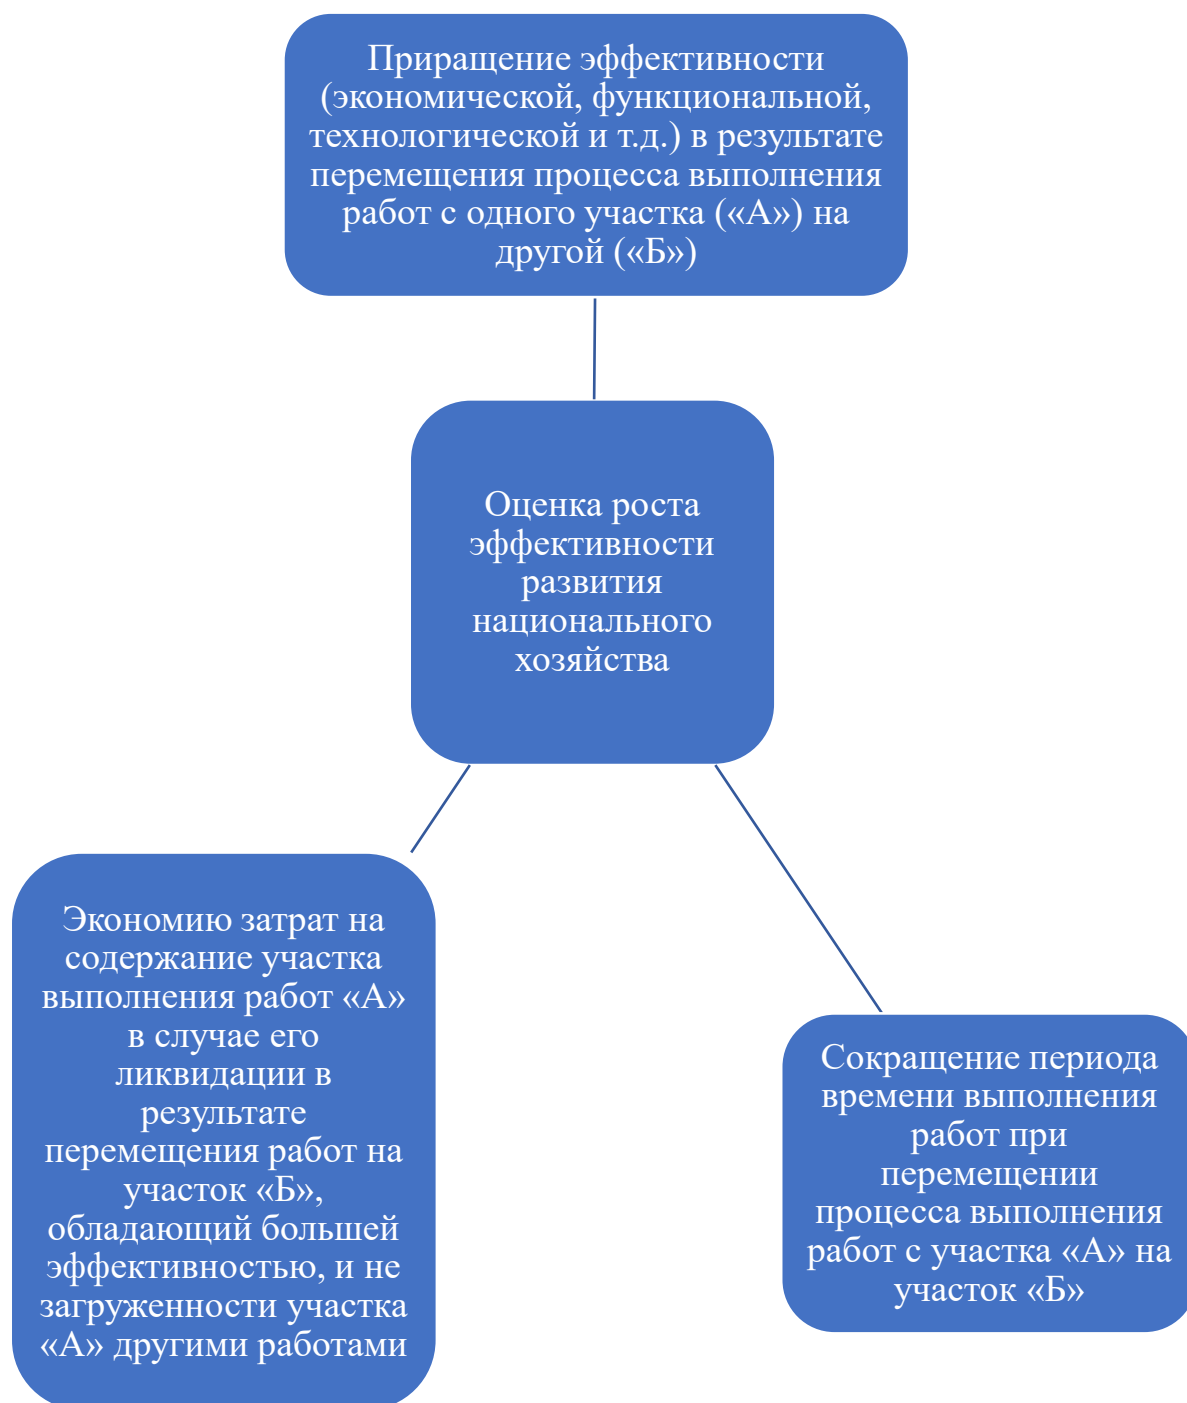 Приращение эффективности
(экономической, функциональной,
технологической и т.д.) в результате
перемещения процесса выполнения
работ с одного участка («А») на
другой («Б»)
Оценка роста
эффективности
развития
национального
хозяйства
Экономию затрат на
содержание участка
выполнения работ «А»
в случае его
ликвидации в
результате
перемещения работ на
участок «Б»,
обладающий большей
эффективностью, и не
загруженности участка
«А» другими работами
Сокращение периода
времени выполнения
работ при
перемещении
процесса выполнения
работ с участка «А» на
участок «Б»